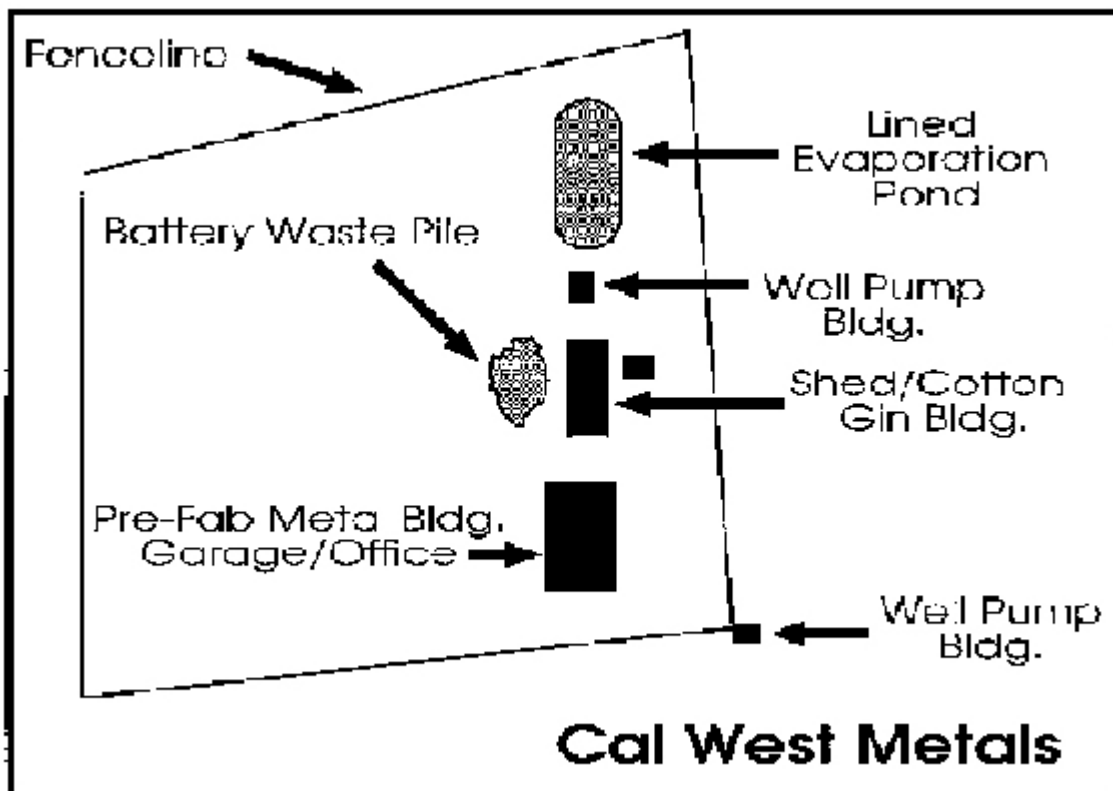 Fenceline
Lined
Evaporation
Pond
Battery Waste Pile
Well Pump
Bldg.
Shed/Cotton
Gin Bldg.
Pre-Fab Meta Bldg.
Garage/Office
Well Pump
Bldg.
Cal West Metals